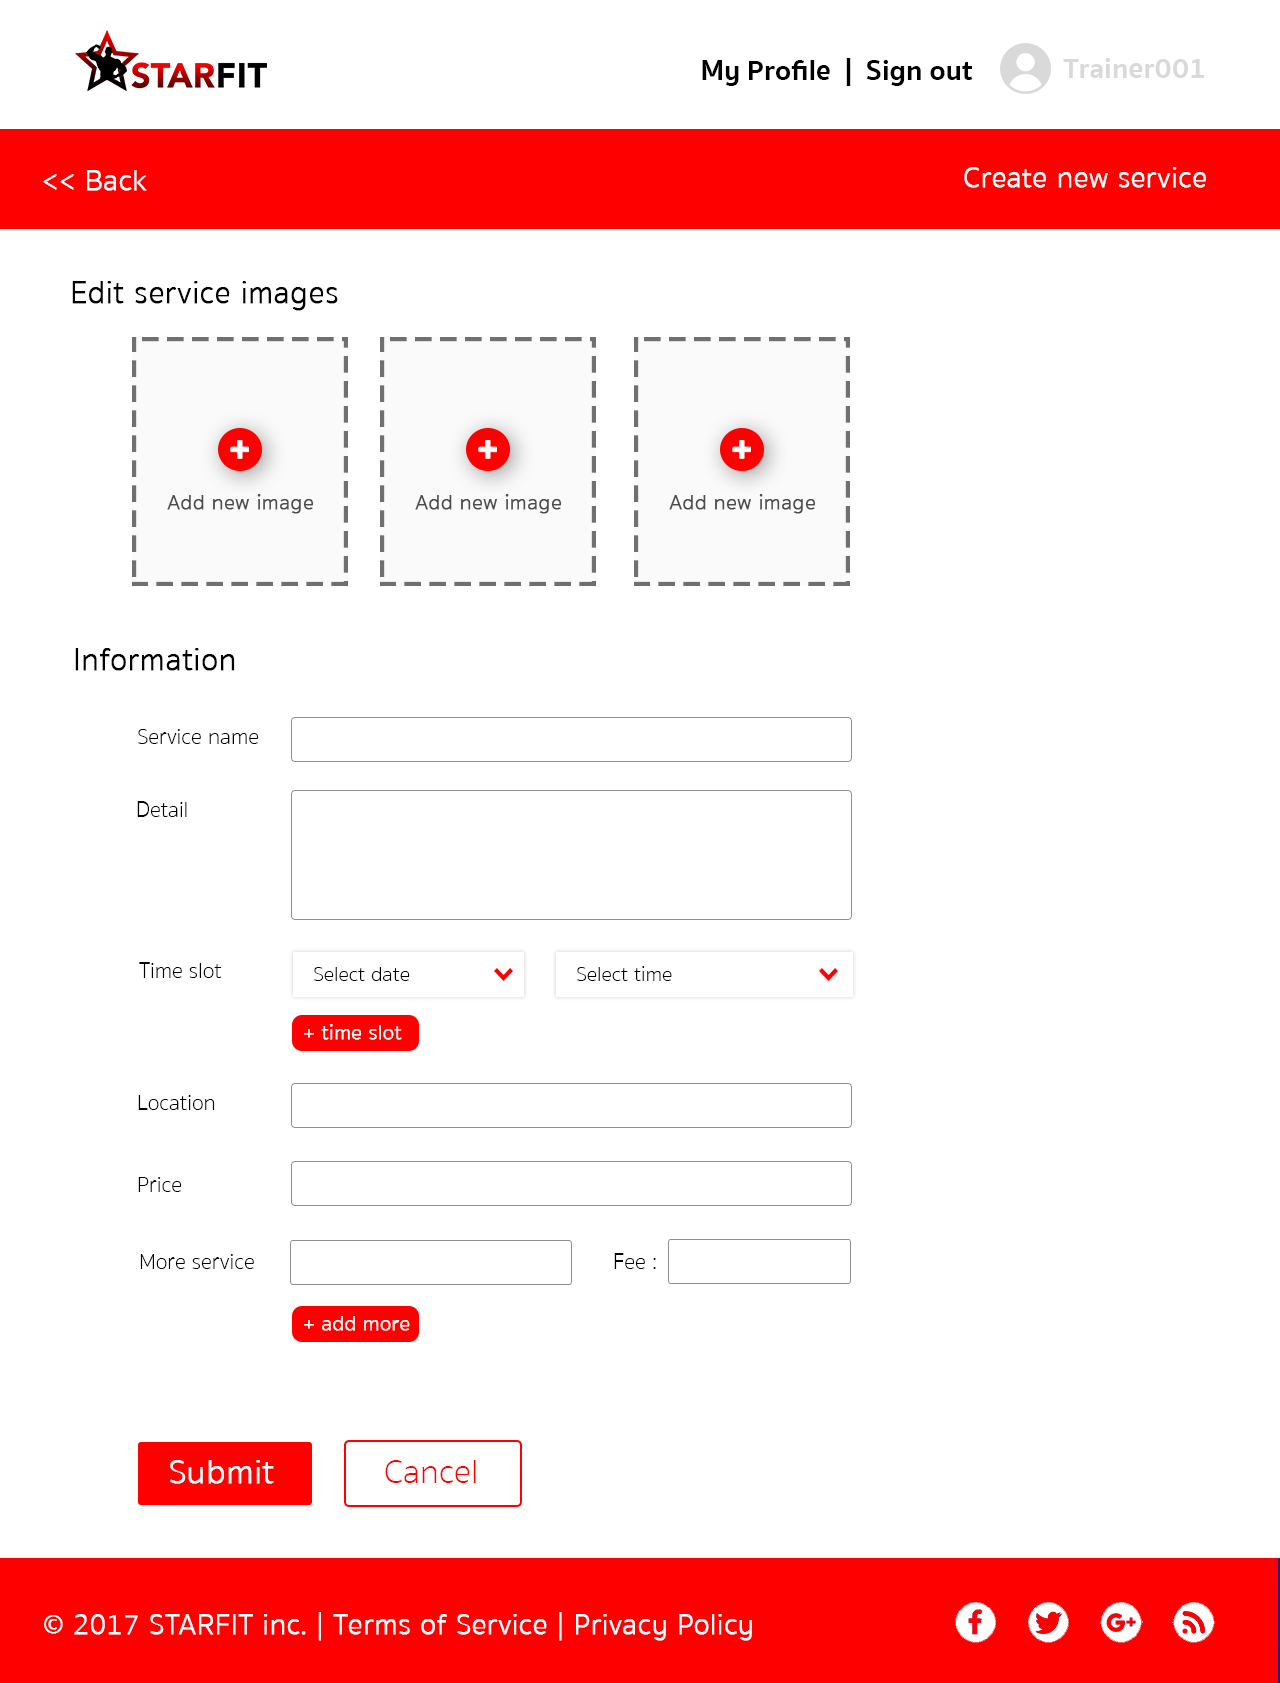 STARFIT
My Profile | Sign out Trainer001
<< Back
Create new service
Edit service images
Add new image
Add new image
Add new image
Information
Service name
Detail
Time slot Select date Select time
+ time slot
Location
Price
More service Fee :
+ add more
Submit Cancel
© 2017 STARFIT inc. | Terms of Service | Privacy Policy